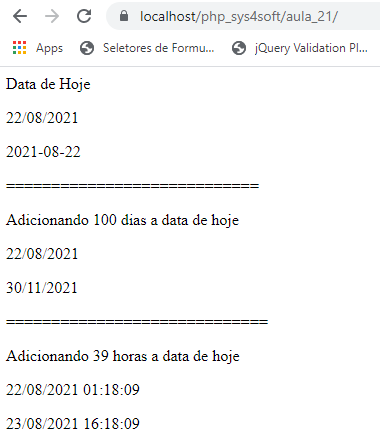 localhost/php_sys4soft/aula_21/
Apps Seletores de Formu... jQuery Validation Pl...
Data de Hoje
22/08/2021
2021-08-22
============================
Adicionando 100 dias a data de hoje
22/08/2021
30/11/2021
=============================
Adicionando 39 horas a data de hoje
22/08/2021 01:18:09
23/08/2021 16:18:09